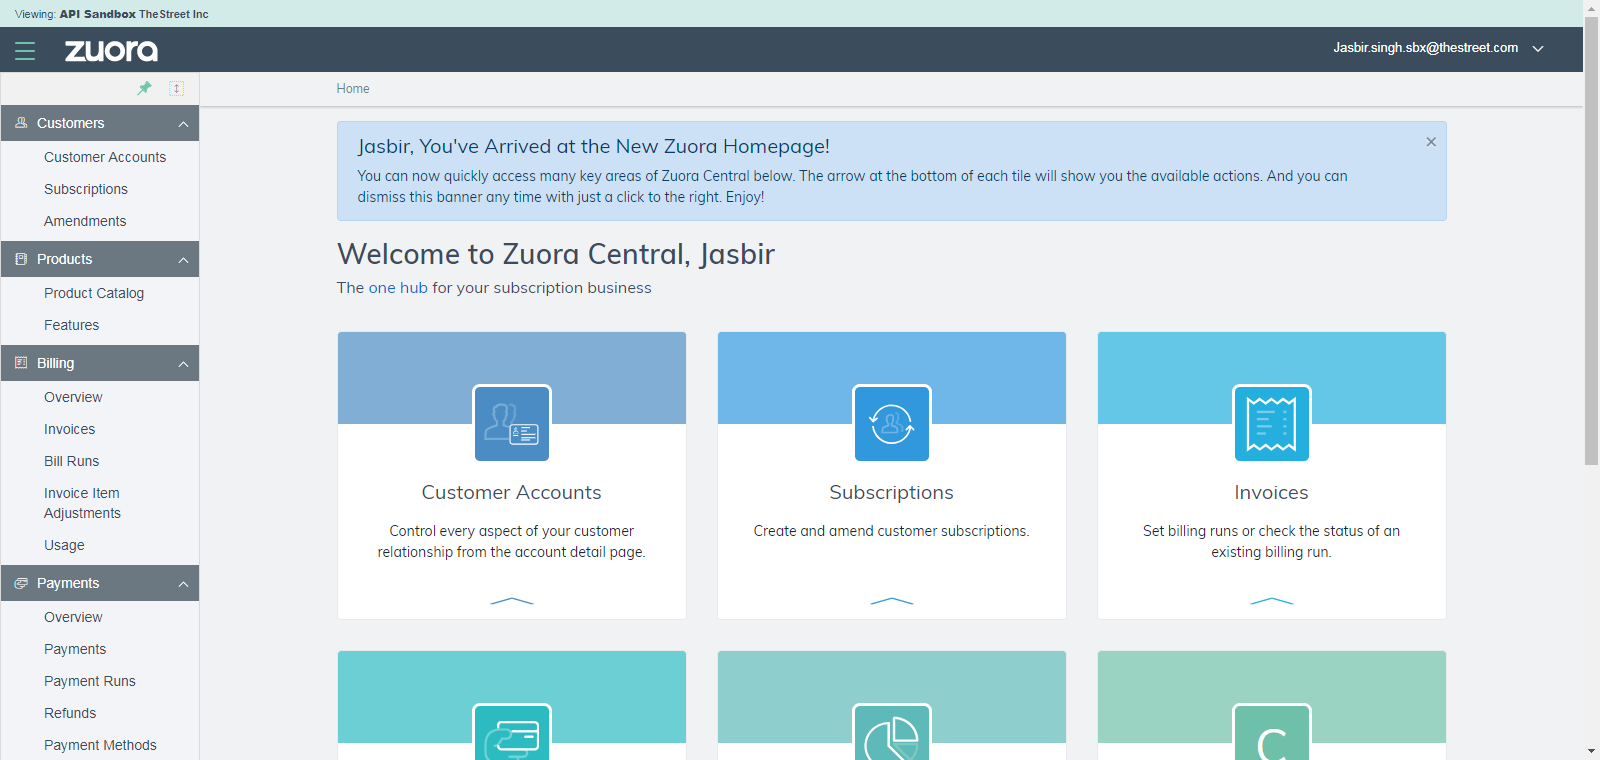 Viewing: API Sandbox TheStreet Inc
zuora
Jasbir.singh.sbx@thestreet.com
Home
Customers
Customer Accounts
Subscriptions
Amendments
Products
Product Catalog
Features
Billing
Overview
Invoices
Bill Runs
Invoice Item
Adjustments
Usage
Payments
Overview
Payments
Payment Runs
Refunds
Payment Methods
Jasbir, You've Arrived at the New Zuora Homepage!
You can now quickly access many key areas of Zuora Central below. The arrow at the bottom of each tile will show you the available actions. And you can
dismiss this banner any time with just a click to the right. Enjoy!
Welcome to Zuora Central, Jasbir
The one hub for your subscription business
Customer Accounts
Control every aspect of your customer
relationship from the account detail page.
Subscriptions
Create and amend customer subscriptions.
Invoices
Set billing runs or check the status of an
existing billing run.
C